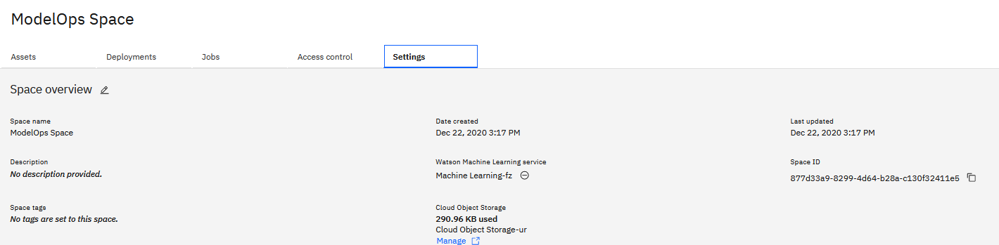 ModelOps Space
Assets
Deployments
Jobs
Access control
Settings
Space overview
Space name
ModelOps Space
Date created
Dec 22, 2020 3:17 PM
Last updated
Dec 22, 2020 3:17 PM
Description
No description provided.
Watson Machine Learning service
Machine Learning-fz
Space ID
877d33a9-8299-4d64-b28a-c130f32411e5
Space tags
No tags are set to this space.
Cloud Object Storage
290.96 KB used
Cloud Object Storage-ur
Manage